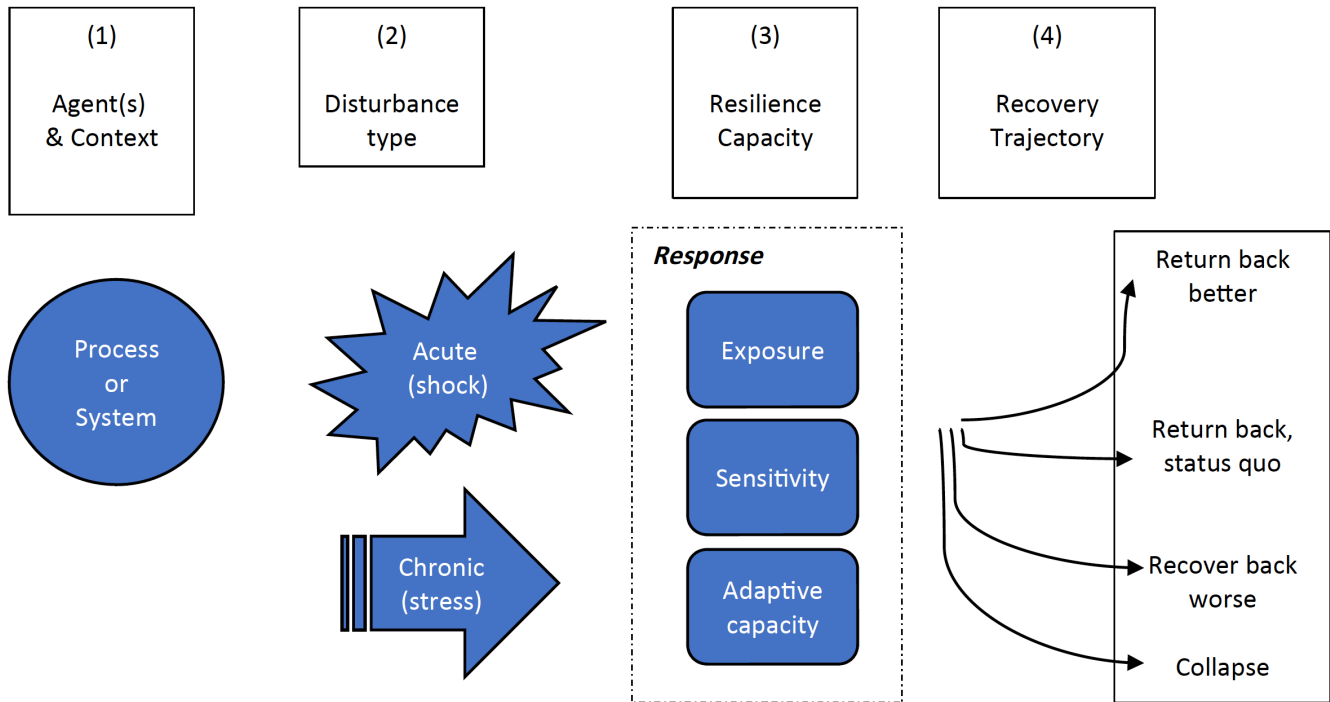 (1)
Agent(s)
& Context
(2)
Disturbance
type
(3)
Resilience
Capacity
(4)
Recovery
Trajectory
Process
or
System
Acute
(shock)
Chronic
(stress)
Response
Exposure
Sensitivity
Adaptive
capacity
Return back
better
Return back,
status quo
Recover back
worse
Collapse